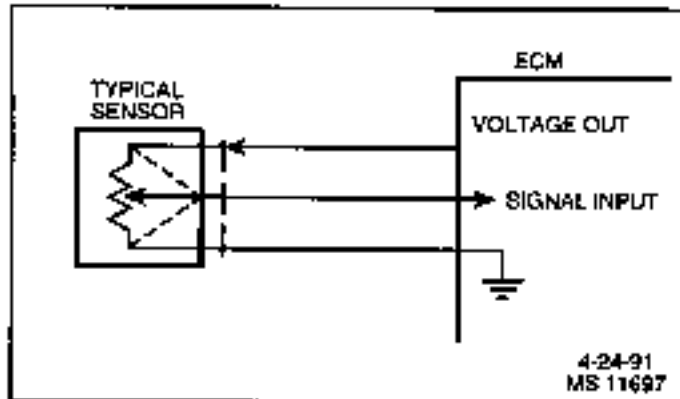 ECM
TYPICAL
SENSOR
VOLTAGE OUT
SIGNAL INPUT
4-24-91
MS 11697